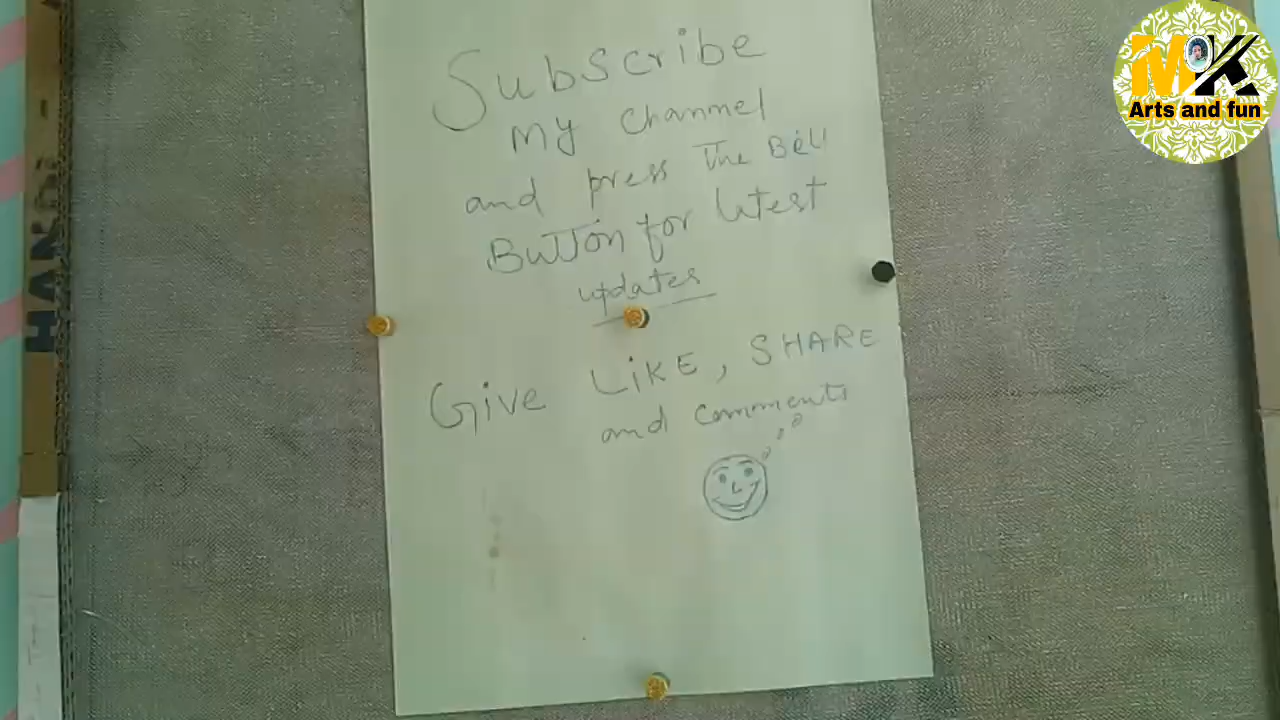 Subscribe
my channel
and press The Bell
Button for latest
updates
Give LiKE, SHARE
and comments
MK
Arts and fun